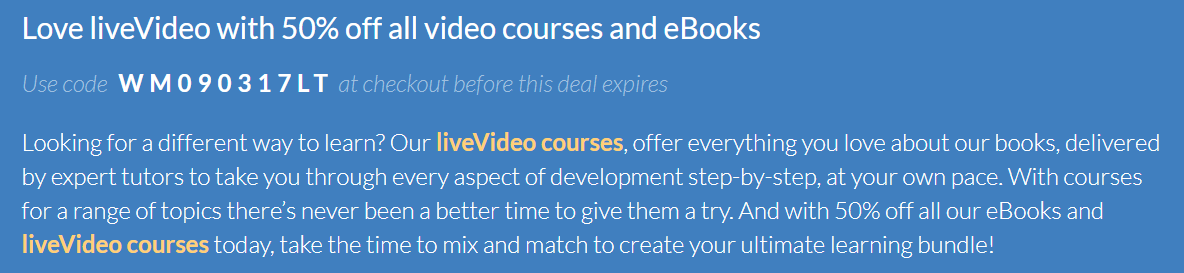 Love liveVideo with 50% off all video courses and eBooks
Use code WM090317LT at checkout before this deal expires
Looking for a different way to learn? Our liveVideo courses, offer everything you love about our books, delivered
by expert tutors to take you through every aspect of development step-by-step, at your own pace. With courses
for a range of topics there’s never been a better time to give them a try. And with 50% off all our eBooks and
liveVideo courses today, take the time to mix and match to create your ultimate learning bundle!